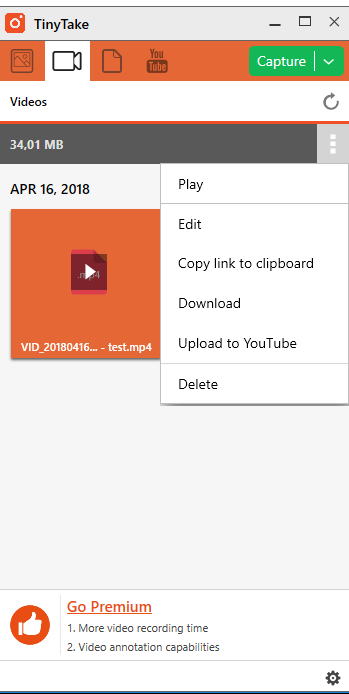 TinyTake
You
Tube
Capture
Videos
34,01 MB
Play
APR 16, 2018
Edit
Copy link to clipboard
.mp4
Download
Upload to YouTube
VID_20180416... - test.mp4
Delete
Go Premium
1. More video recording time
2. Video annotation capabilities